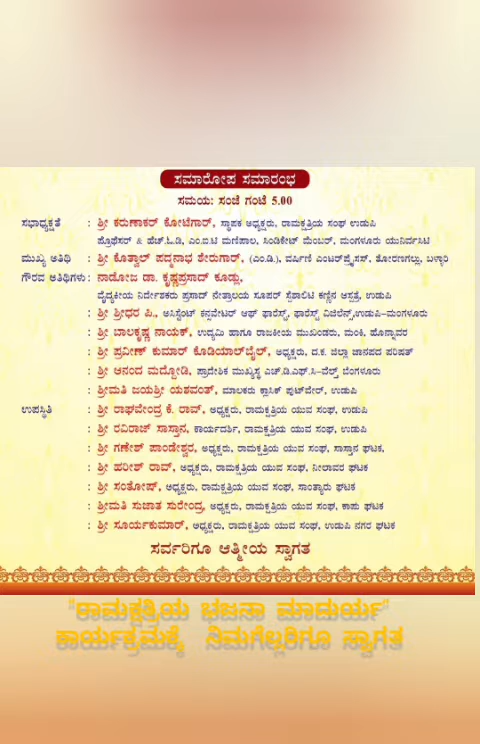 ಸಮಾರೋಪ ಸಮಾರಂಭ
ಸಮಯ: ಸಂಜೆ ಗಂಟೆ 5.00
ಸಭಾಧ್ಯಕ್ಷತೆ : ಶ್ರೀ ಕರುಣಾಕರ್ ಕೋಟೆಗಾರ್, ಸ್ಥಾಪಕ ಅಧ್ಯಕ್ಷರು, ರಾಮಕ್ಷತ್ರಿಯ ಸಂಘ ಉಡುಪಿ
ಪ್ರೊಫೆಸರ್ & ಹೆಚ್.ಓ.ಡಿ, ಎಂ.ಐ.ಟಿ ಮಣಿಪಾಲ, ಸಿಂಡಿಕೇಟ್ ಮೆಂಬರ್, ಮಂಗಳೂರು ಯುನಿವರ್ಸಿಟಿ
ಮುಖ್ಯ ಅತಿಥಿ : ಶ್ರೀ ಕೊತ್ವಾಲ್ ಪದ್ಮನಾಭ ಶೇರುಗಾರ್, (ಎಂ.ಡಿ.), ವರ್ಷಿಣಿ ಎಂಟರ್‌ಪ್ರೈಸಸ್, ತೋರಣಗಲ್ಲು, ಬಳ್ಳಾರಿ
ಗೌರವ ಅತಿಥಿಗಳು : ನಾಡೋಜ ಡಾ. ಕೃಷ್ಣಪ್ರಸಾದ್ ಕೂಡ್ಲು,
ವೈದ್ಯಕೀಯ ನಿರ್ದೇಶಕರು ಪ್ರಸಾದ್ ನೇತ್ರಾಲಯ ಸೂಪರ್ ಸ್ಪೆಶಾಲಿಟಿ ಕಣ್ಣಿನ ಆಸ್ಪತ್ರೆ, ಉಡುಪಿ
: ಶ್ರೀ ಶ್ರೀಧರ ಪಿ., ಅಸಿಸ್ಟೆಂಟ್ ಕನ್ಸರ್ವೇಟರ್ ಆಫ್ ಫಾರೆಸ್ಟ್, ಫಾರೆಸ್ಟ್ ವಿಜಿಲೆನ್ಸ್,ಉಡುಪಿ-ಮಂಗಳೂರು
: ಶ್ರೀ ಬಾಲಕೃಷ್ಣ ನಾಯಕ್, ಉದ್ಯಮಿ ಹಾಗೂ ರಾಜಕೀಯ ಮುಖಂಡರು, ಮಂಕಿ, ಹೊನ್ನಾವರ
: ಶ್ರೀ ಪ್ರವೀಣ್ ಕುಮಾರ್ ಕೊಡಿಯಾಲ್‌ಬೈಲ್, ಅಧ್ಯಕ್ಷರು, ದ.ಕ. ಜಿಲ್ಲಾ ಜಾನಪದ ಪರಿಷತ್
: ಶ್ರೀ ಆನಂದ ಮದ್ದೋಡಿ, ಪ್ರಾದೇಶಿಕ ಮುಖ್ಯಸ್ಥ ಎಚ್.ಡಿ.ಎಫ್.ಸಿ-ವೆಲ್ತ್ ಬೆಂಗಳೂರು
: ಶ್ರೀಮತಿ ಜಯಶ್ರೀ ಯಶವಂತ್, ಮಾಲಕರು ಕ್ಲಾಸಿಕ್ ಫುಟ್‌ವೇರ್, ಉಡುಪಿ
ಉಪಸ್ಥಿತಿ : ಶ್ರೀ ರಾಘವೇಂದ್ರ ಕೆ. ರಾವ್, ಅಧ್ಯಕ್ಷರು, ರಾಮಕ್ಷತ್ರಿಯ ಯುವ ಸಂಘ, ಉಡುಪಿ
: ಶ್ರೀ ರವಿರಾಜ್ ಸಾಸ್ತಾನ, ಕಾರ್ಯದರ್ಶಿ, ರಾಮಕ್ಷತ್ರಿಯ ಯುವ ಸಂಘ, ಉಡುಪಿ
: ಶ್ರೀ ಗಣೇಶ್ ಪಾಂಡೇಶ್ವರ, ಅಧ್ಯಕ್ಷರು, ರಾಮಕ್ಷತ್ರಿಯ ಯುವ ಸಂಘ, ಸಾಸ್ತಾನ ಘಟಕ,
: ಶ್ರೀ ಹರೀಶ್ ರಾವ್, ಅಧ್ಯಕ್ಷರು, ರಾಮಕ್ಷತ್ರಿಯ ಯುವ ಸಂಘ, ನೀಲಾವರ ಘಟಕ
: ಶ್ರೀ ಸಂತೋಷ್, ಅಧ್ಯಕ್ಷರು, ರಾಮಕ್ಷತ್ರಿಯ ಯುವ ಸಂಘ, ಸಾಂತ್ಯಾರು ಘಟಕ
: ಶ್ರೀಮತಿ ಸುಜಾತ ಸುರೇಂದ್ರ, ಅಧ್ಯಕ್ಷರು, ರಾಮಕ್ಷತ್ರಿಯ ಯುವ ಸಂಘ, ಕಾಪು ಘಟಕ
: ಶ್ರೀ ಸೂರ್ಯಕುಮಾರ್, ಅಧ್ಯಕ್ಷರು, ರಾಮಕ್ಷತ್ರಿಯ ಯುವ ಸಂಘ, ಉಡುಪಿ ನಗರ ಘಟಕ
ಸರ್ವರಿಗೂ ಆತ್ಮೀಯ ಸ್ವಾಗತ
"ರಾಮಕ್ಷತ್ರಿಯ ಭಜನಾ ಮಾಧುರ್ಯ"
ಕಾರ್ಯಕ್ರಮಕ್ಕೆ ನಿಮಗೆಲ್ಲರಿಗೂ ಸ್ವಾಗತ